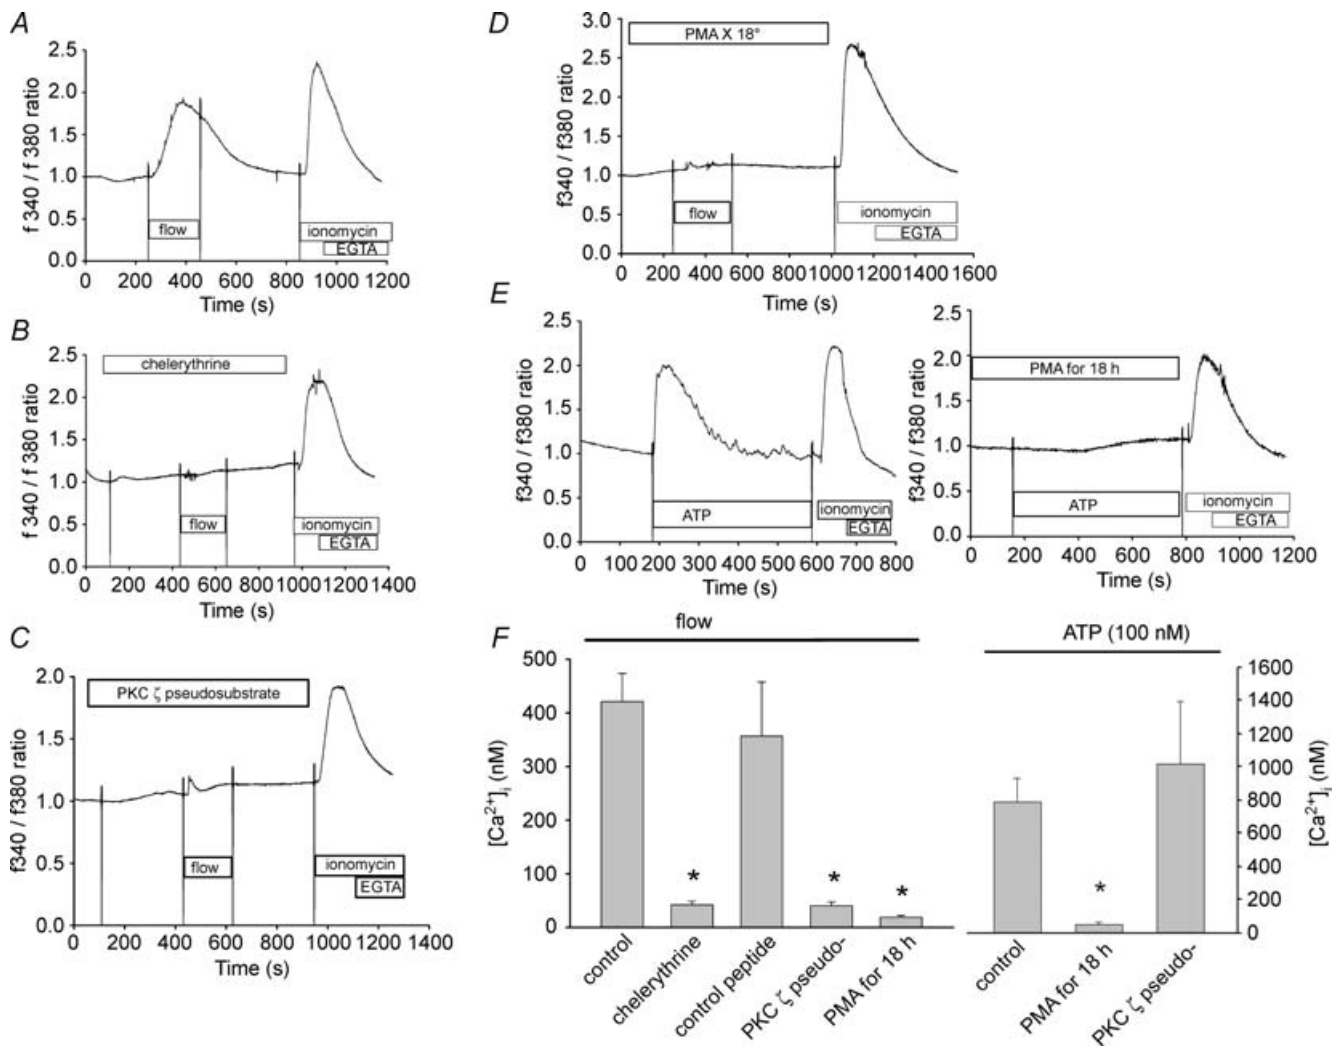 A
f 340 / f 380 ratio
2.5
2.0
1.5
1.0
0.5
0.0
flow
ionomycin
EGTA
0 200 400 600 800 1000 1200
Time (s)
B
f 340 / f 380 ratio
2.5
2.0
1.5
1.0
0.5
0.0
chelerythrine
flow
ionomycin
EGTA
0 200 400 600 800 1000 1200 1400
Time (s)
C
f340 / f380 ratio
2.0
1.5
1.0
0.5
0.0
PKC ζ pseudosubstrate
flow
ionomycin
EGTA
0 200 400 600 800 1000 1200 1400
Time (s)
D
f340 / f380 ratio
3.0
2.5
2.0
1.5
1.0
0.5
0.0
PMA X 18°
flow
ionomycin
EGTA
0 200 400 600 800 1000 1200 1400 1600
Time (s)
E
f340 / f380 ratio
2.5
2.0
1.5
1.0
0.5
0.0
ATP
ionomycin
EGTA
0 100 200 300 400 500 600 700 800
Time (s)
f340 / f380 ratio
2.5
2.0
1.5
1.0
0.5
0.0
PMA for 18 h
ATP
ionomycin
EGTA
0 200 400 600 800 1000 1200
Time (s)
F
flow
[Ca²⁺]ᵢ (nM)
500
400
300
200
100
0
*
*
*
control
chelerythrine
control peptide
PKC ζ pseudo-
PMA for 18 h
ATP (100 nM)
*
1600
1400
1200
1000
800
600
400
200
0
[Ca²⁺]ᵢ (nM)
control
PMA for 18 h
PKC ζ pseudo-